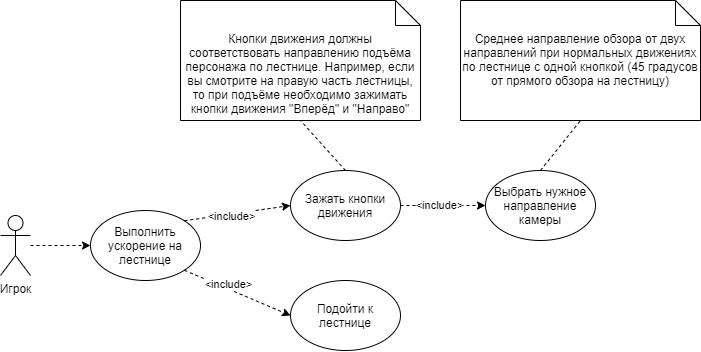 Кнопки движения должны
соответствовать направлению подъёма
персонажа по лестнице. Например, если
вы смотрите на правую часть лестницы,
то при подъёме необходимо зажимать
кнопки движения "Вперёд" и "Направо"
Среднее направление обзора от двух
направлений при нормальных движениях
по лестнице с одной кнопкой (45 градусов
от прямого обзора на лестницу)
Зажать кнопки
движения
<include>
Выбрать нужное
направление
камеры
<include>
Выполнить
ускорение на
лестнице
Игрок
<include>
Подойти к
лестнице